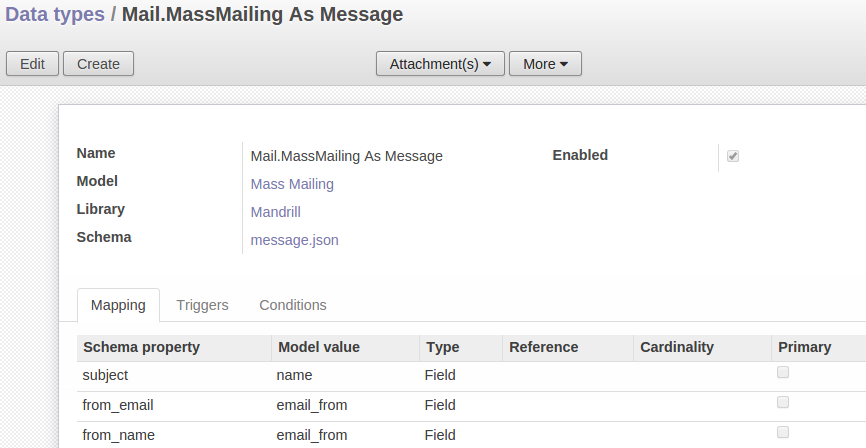 Data types / Mail.MassMailing As Message
Edit Create Attachment(s) More
Name Mail.MassMailing As Message Enabled
Model Mass Mailing
Library Mandrill
Schema message.json
Mapping Triggers Conditions
Schema property Model value Type Reference Cardinality Primary
subject name Field
from_email email_from Field
from_name email_from Field